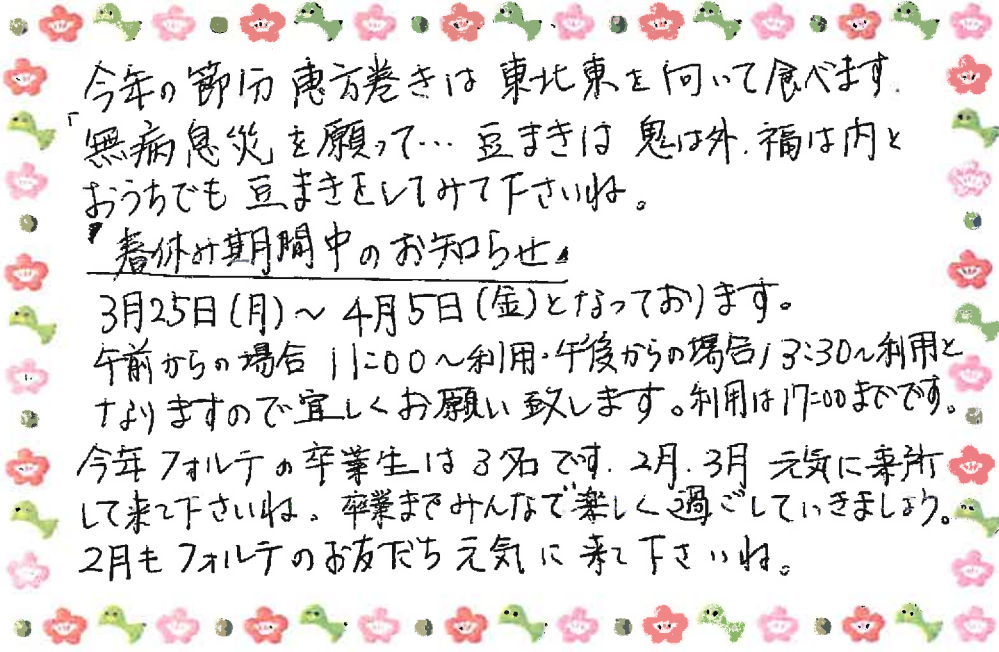 今年の節分 恵方巻きは 東北東を向いて食べます.
「無病息災を願って… 豆まきは 鬼は外.福は内と
おうちでも 豆まきをしてみて下さいね。
『春休み期間中のお知らせ』
3月25日(月)～4月5日(金)となっております。
午前からの場合 11:00～利用・午後からの場合13:30～利用と
なりますので宜しくお願い致します。利用は17:00までです。
今年フォルテの卒業生は3名です.2月.3月 元気に来所
して来て下さいね。卒業までみんなで楽しく過ごしていきましょう。
2月もフォルテのお友だち元気に来て下さいね。